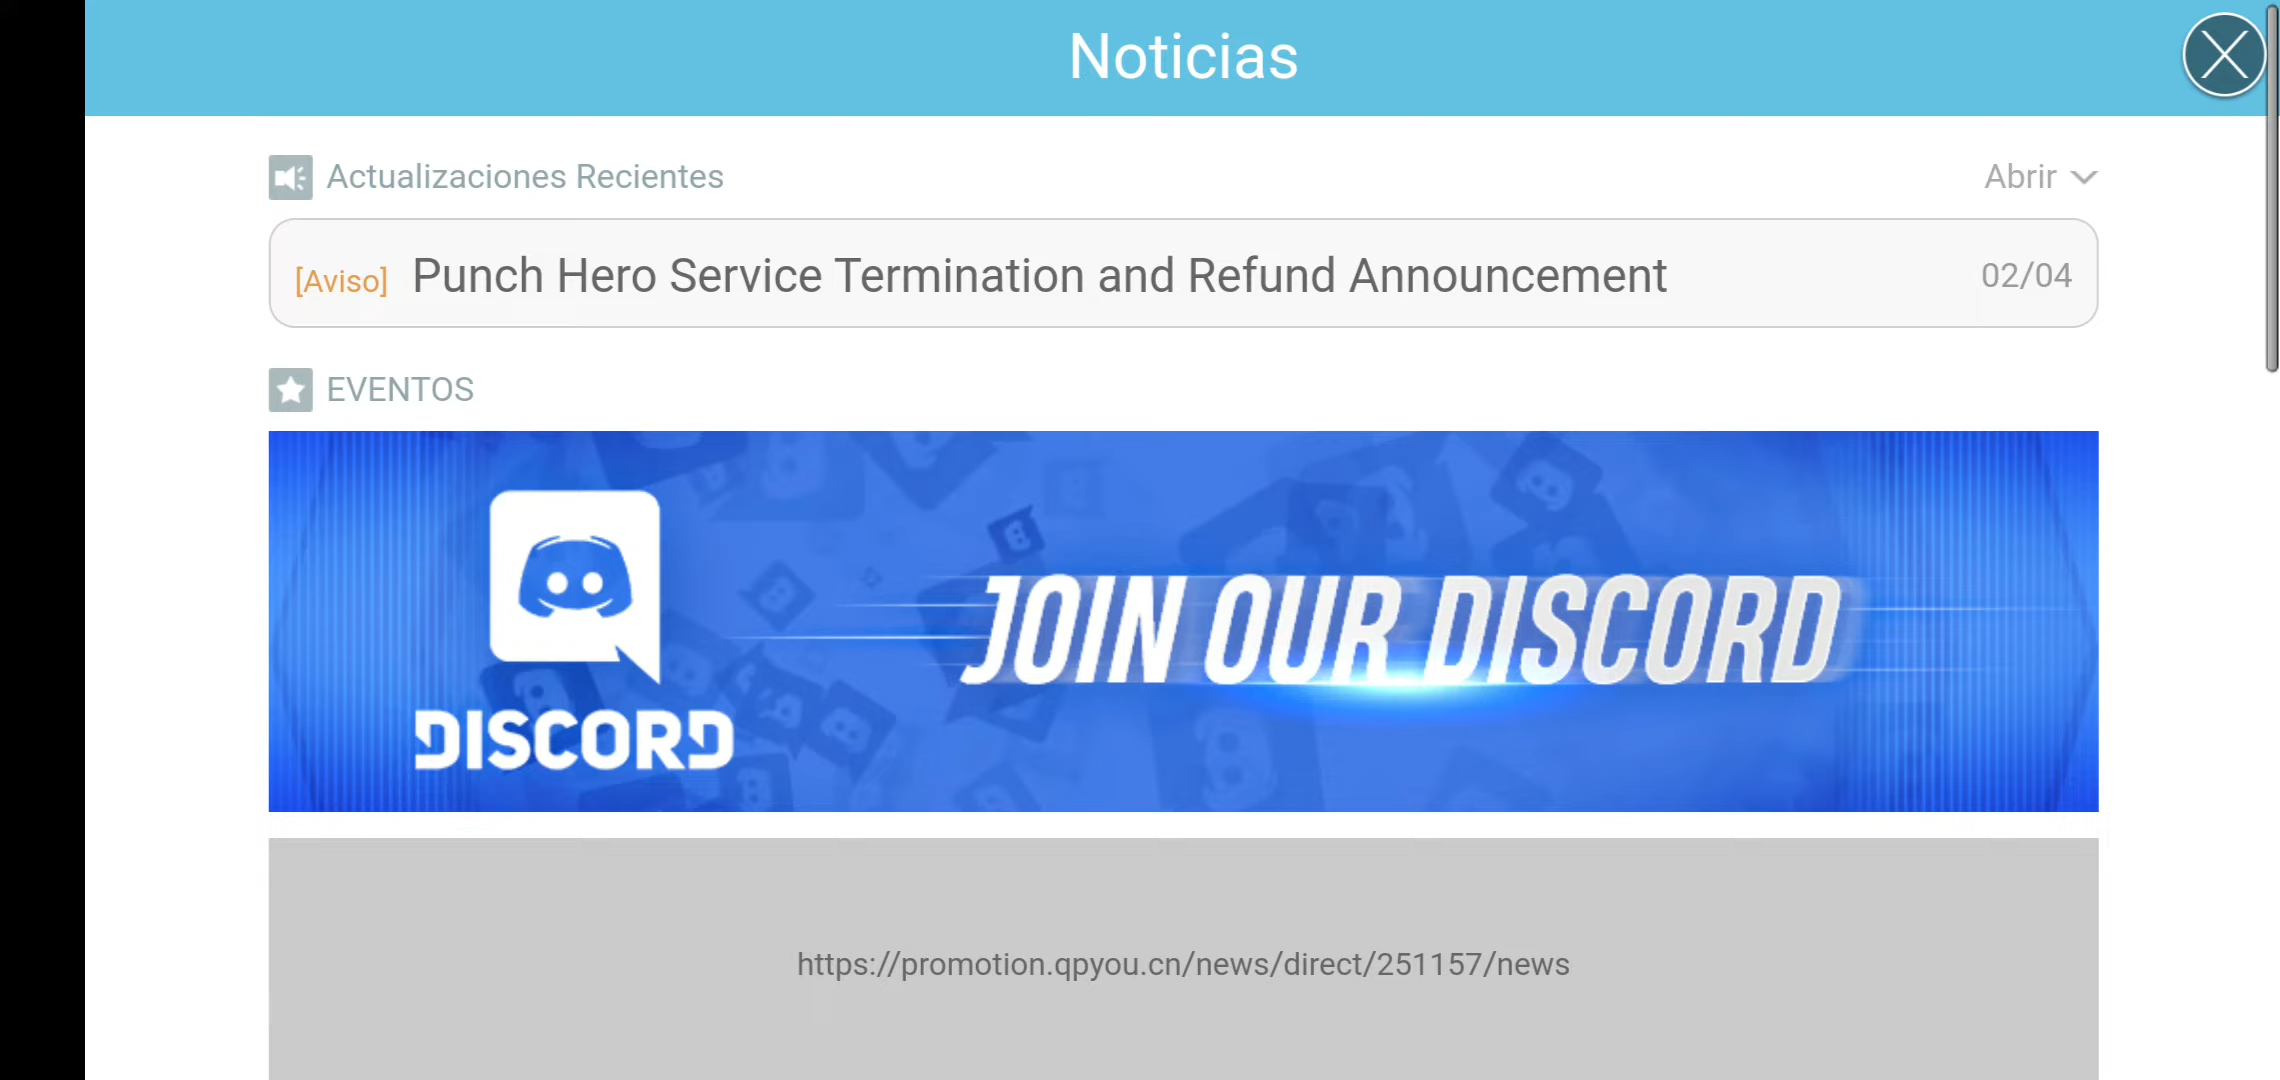 Noticias
Actualizaciones Recientes
Abrir
[Aviso] Punch Hero Service Termination and Refund Announcement 02/04
EVENTOS
JOIN OUR DISCORD
DISCORD
https://promotion.qpyou.cn/news/direct/251157/news